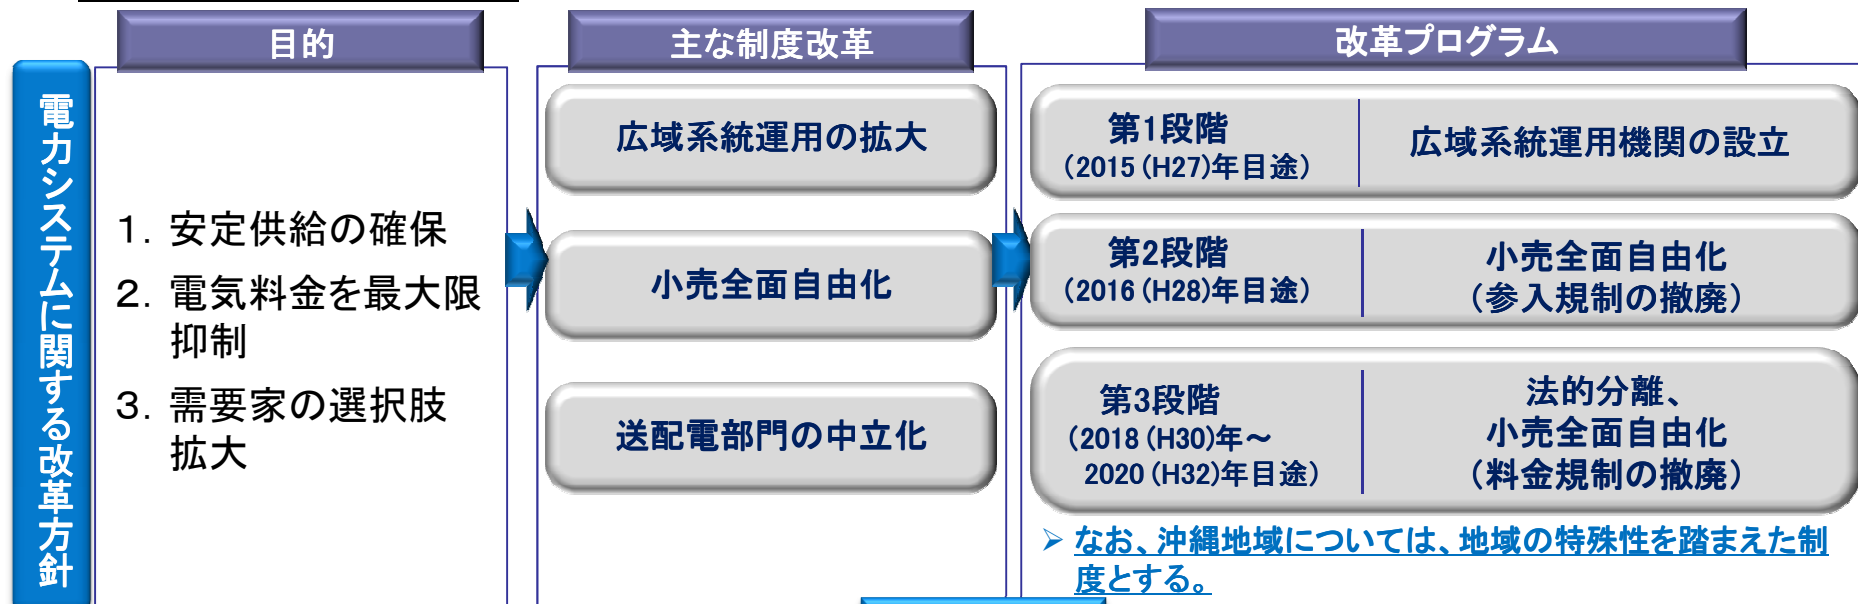 電力システムに関する改革方針
目的
1. 安定供給の確保
2. 電気料金を最大限
抑制
3. 需要家の選択肢
拡大
主な制度改革
広域系統運用の拡大
小売全面自由化
送配電部門の中立化
改革プログラム
第1段階
(2015(H27)年目途)
広域系統運用機関の設立
第2段階
(2016(H28)年目途)
小売全面自由化
(参入規制の撤廃)
第3段階
(2018(H30)年～
2020(H32)年目途)
法的分離、
小売全面自由化
(料金規制の撤廃)
➢ なお、沖縄地域については、地域の特殊性を踏まえた制
度とする。